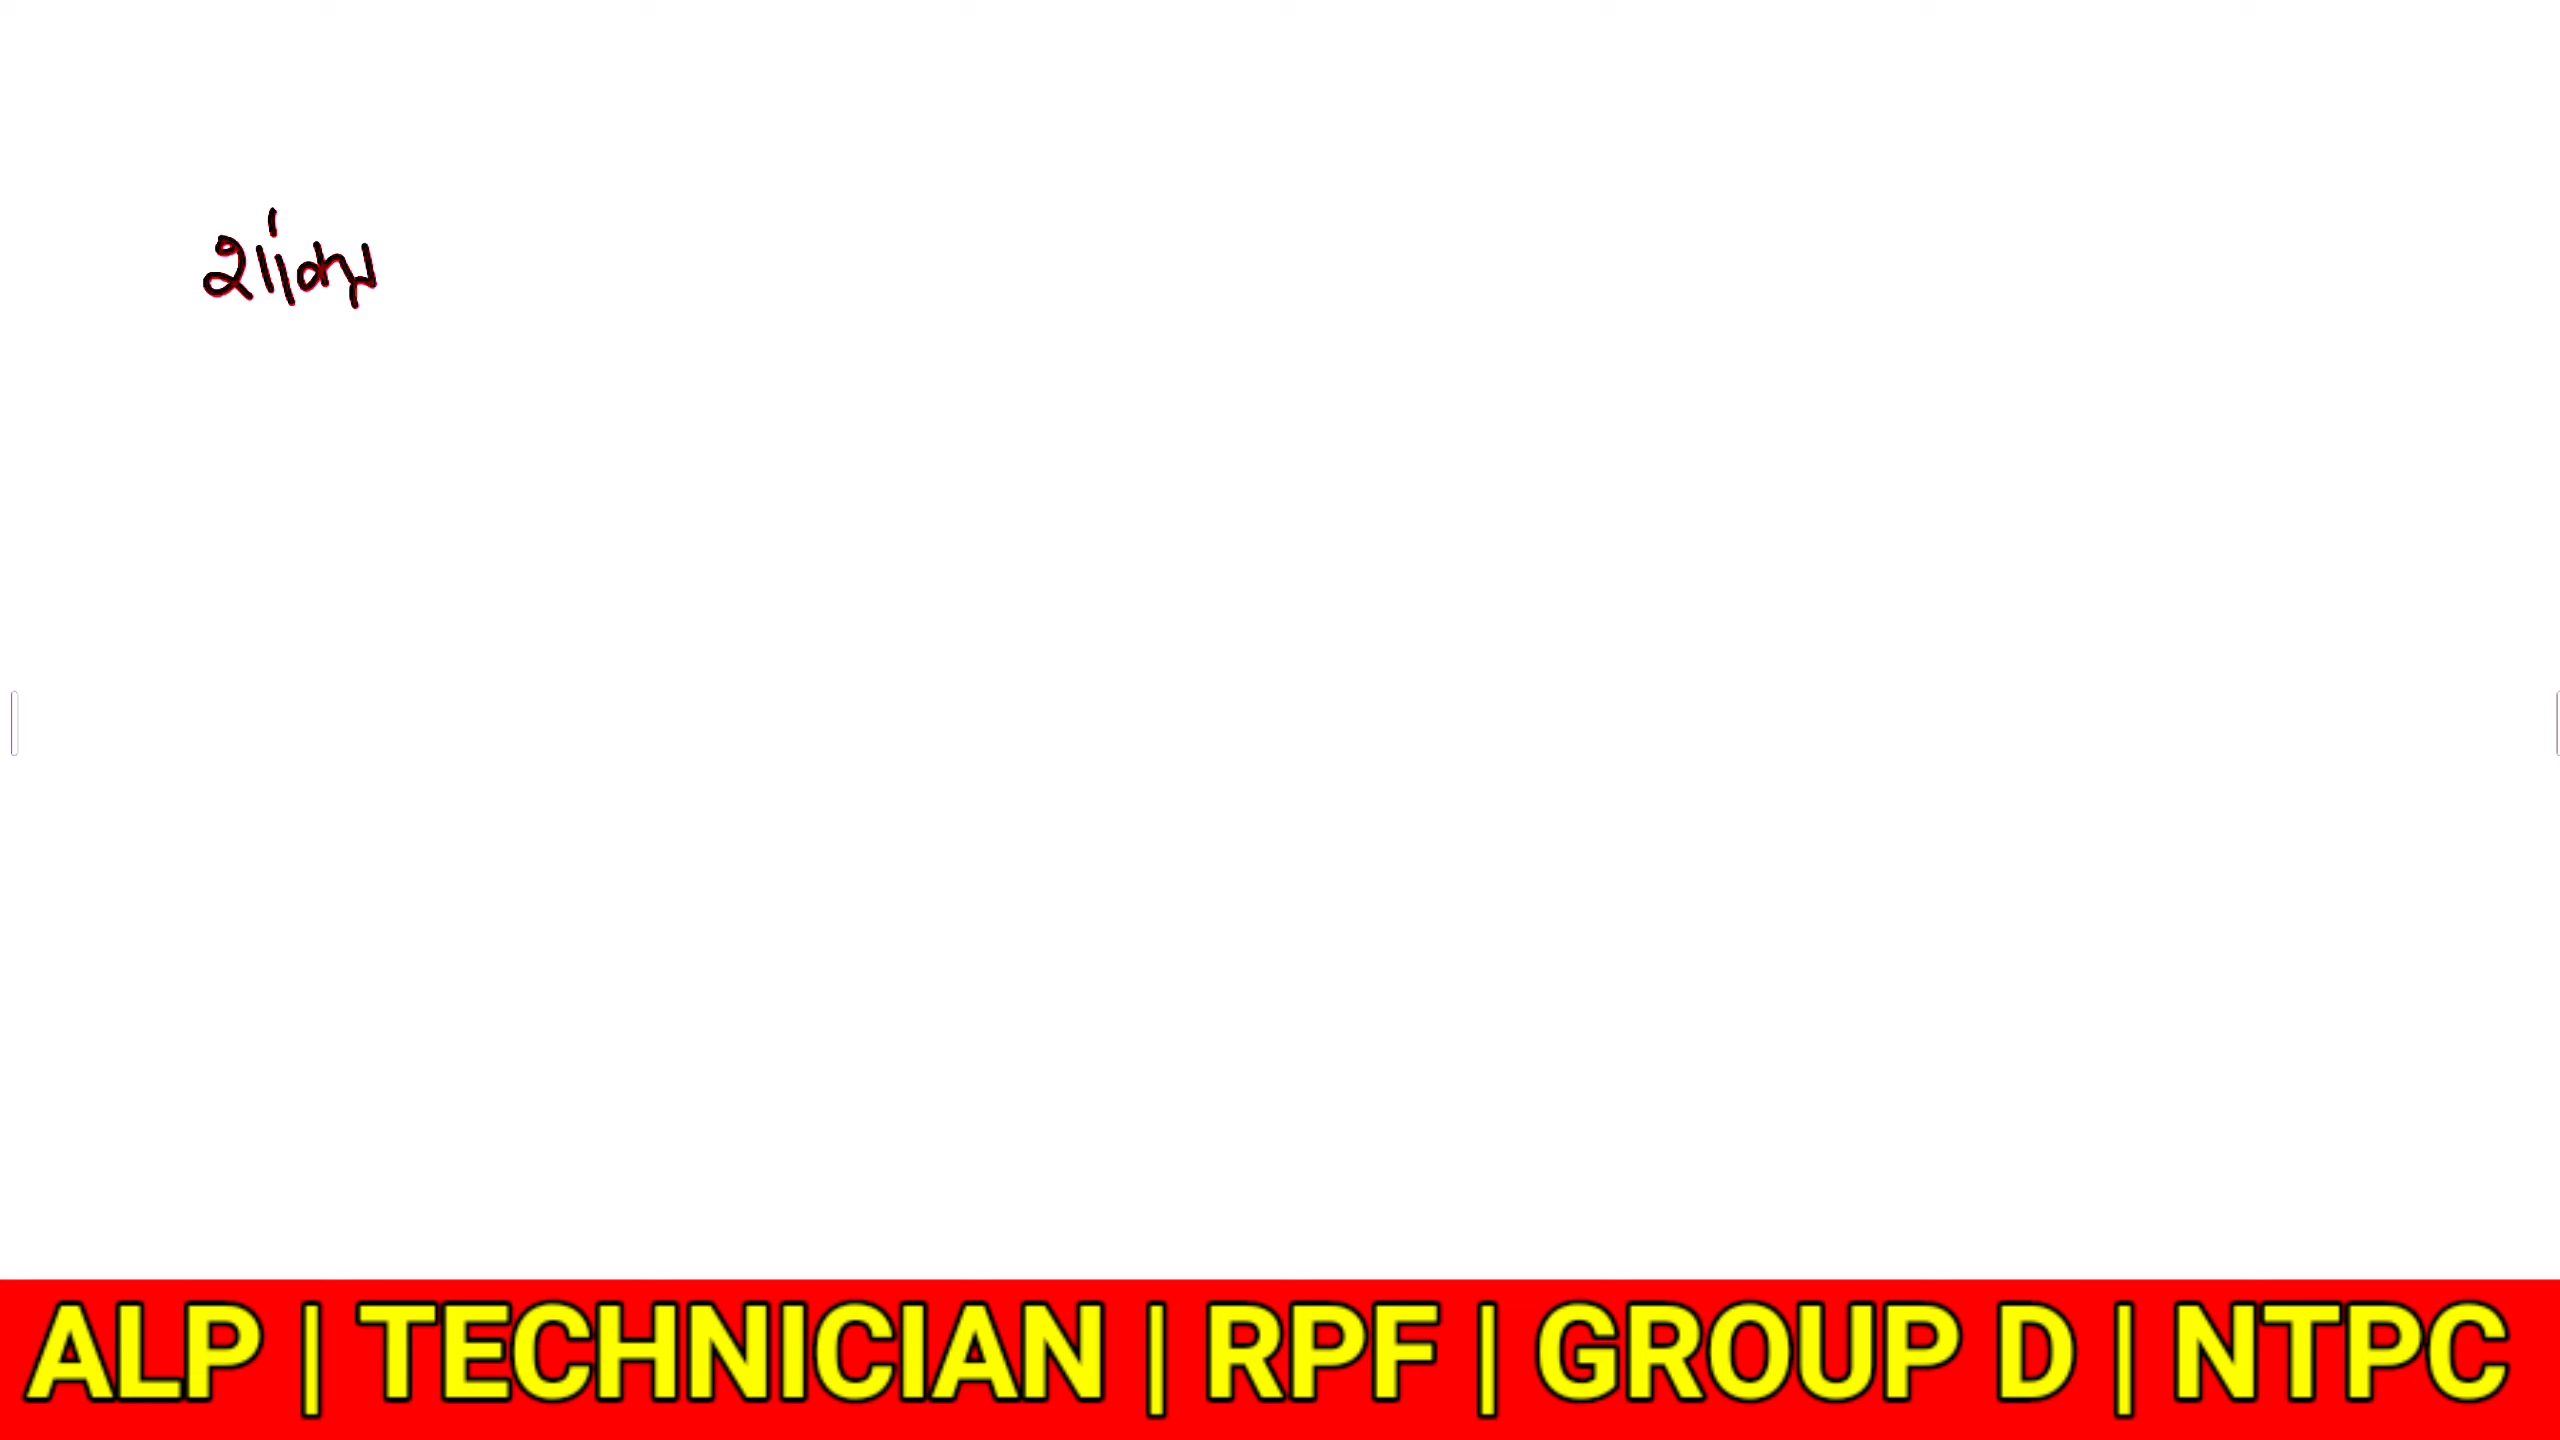 शंकु
ALP | TECHNICIAN | RPF | GROUP D | NTPC